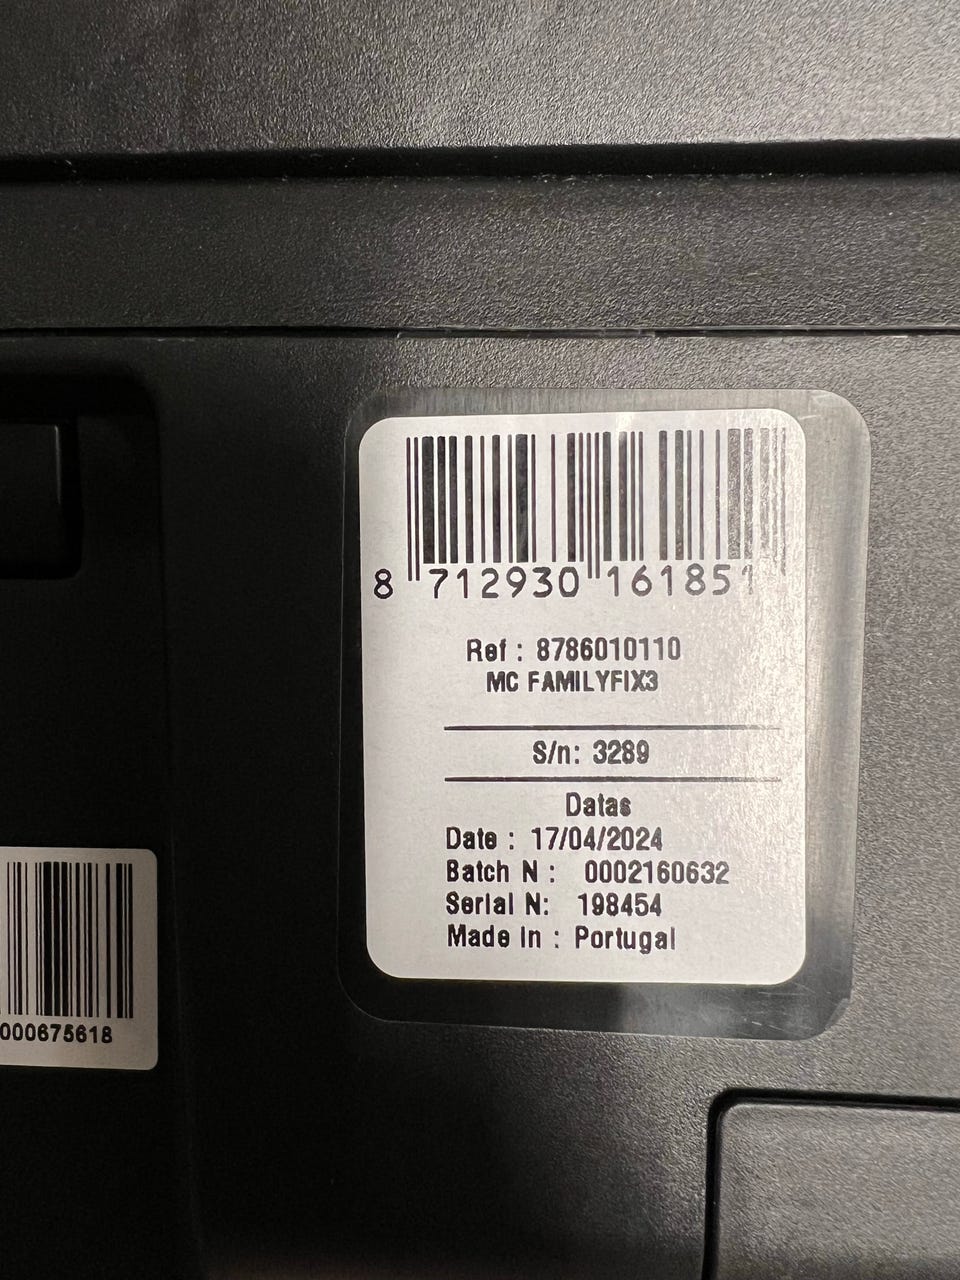 8 712930 161851
Ref : 8786010110
MC FAMILYFIX3
S/n: 3289
Datas
Date : 17/04/2024
Batch N : 0002160632
Serial N: 198454
Made in : Portugal
000675618